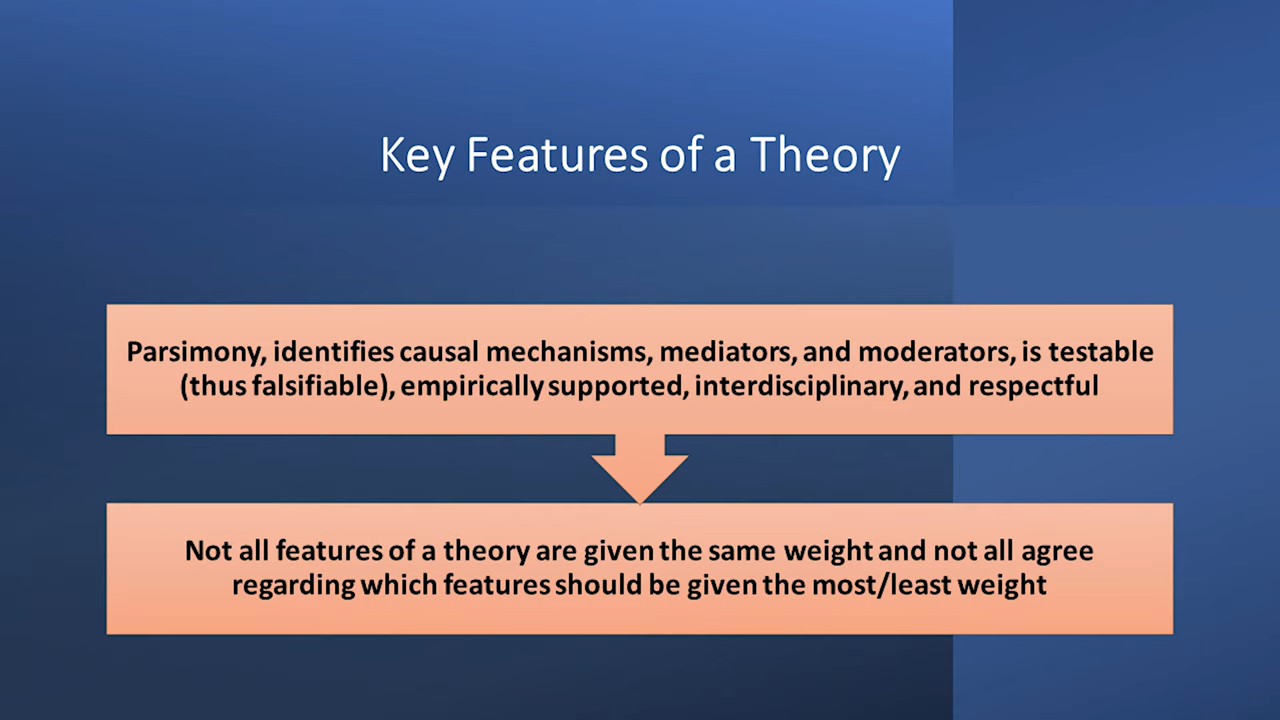 Key Features of a Theory
Parsimony, identifies causal mechanisms, mediators, and moderators, is testable
(thus falsifiable), empirically supported, interdisciplinary, and respectful
Not all features of a theory are given the same weight and not all agree
regarding which features should be given the most/least weight